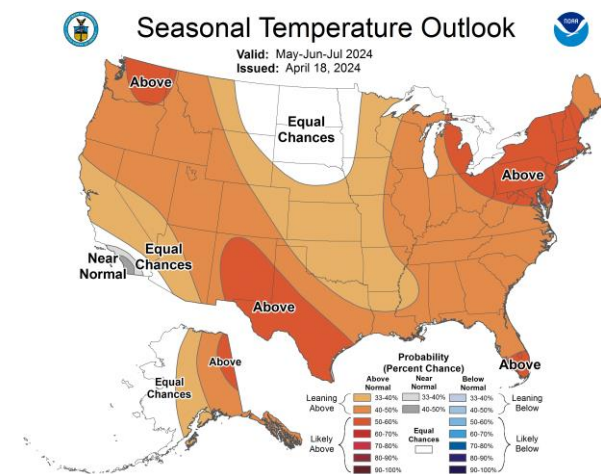 NOAA
Seasonal Temperature Outlook
Valid: May-Jun-Jul 2024
Issued: April 18, 2024
Above
Equal
Chances
Above
Equal
Chances
Near
Normal
Above
Above
Above
Equal
Chances
Probability
(Percent Chance)
Above Normal
Near Normal
Below Normal
Leaning Above
33-40%
33-40%
33-40%
Leaning Below
40-50%
40-50%
40-50%
Likely Above
50-60%
50-60%
Likely Below
60-70%
60-70%
70-80%
Equal Chances
70-80%
80-90%
80-90%
90-100%
90-100%